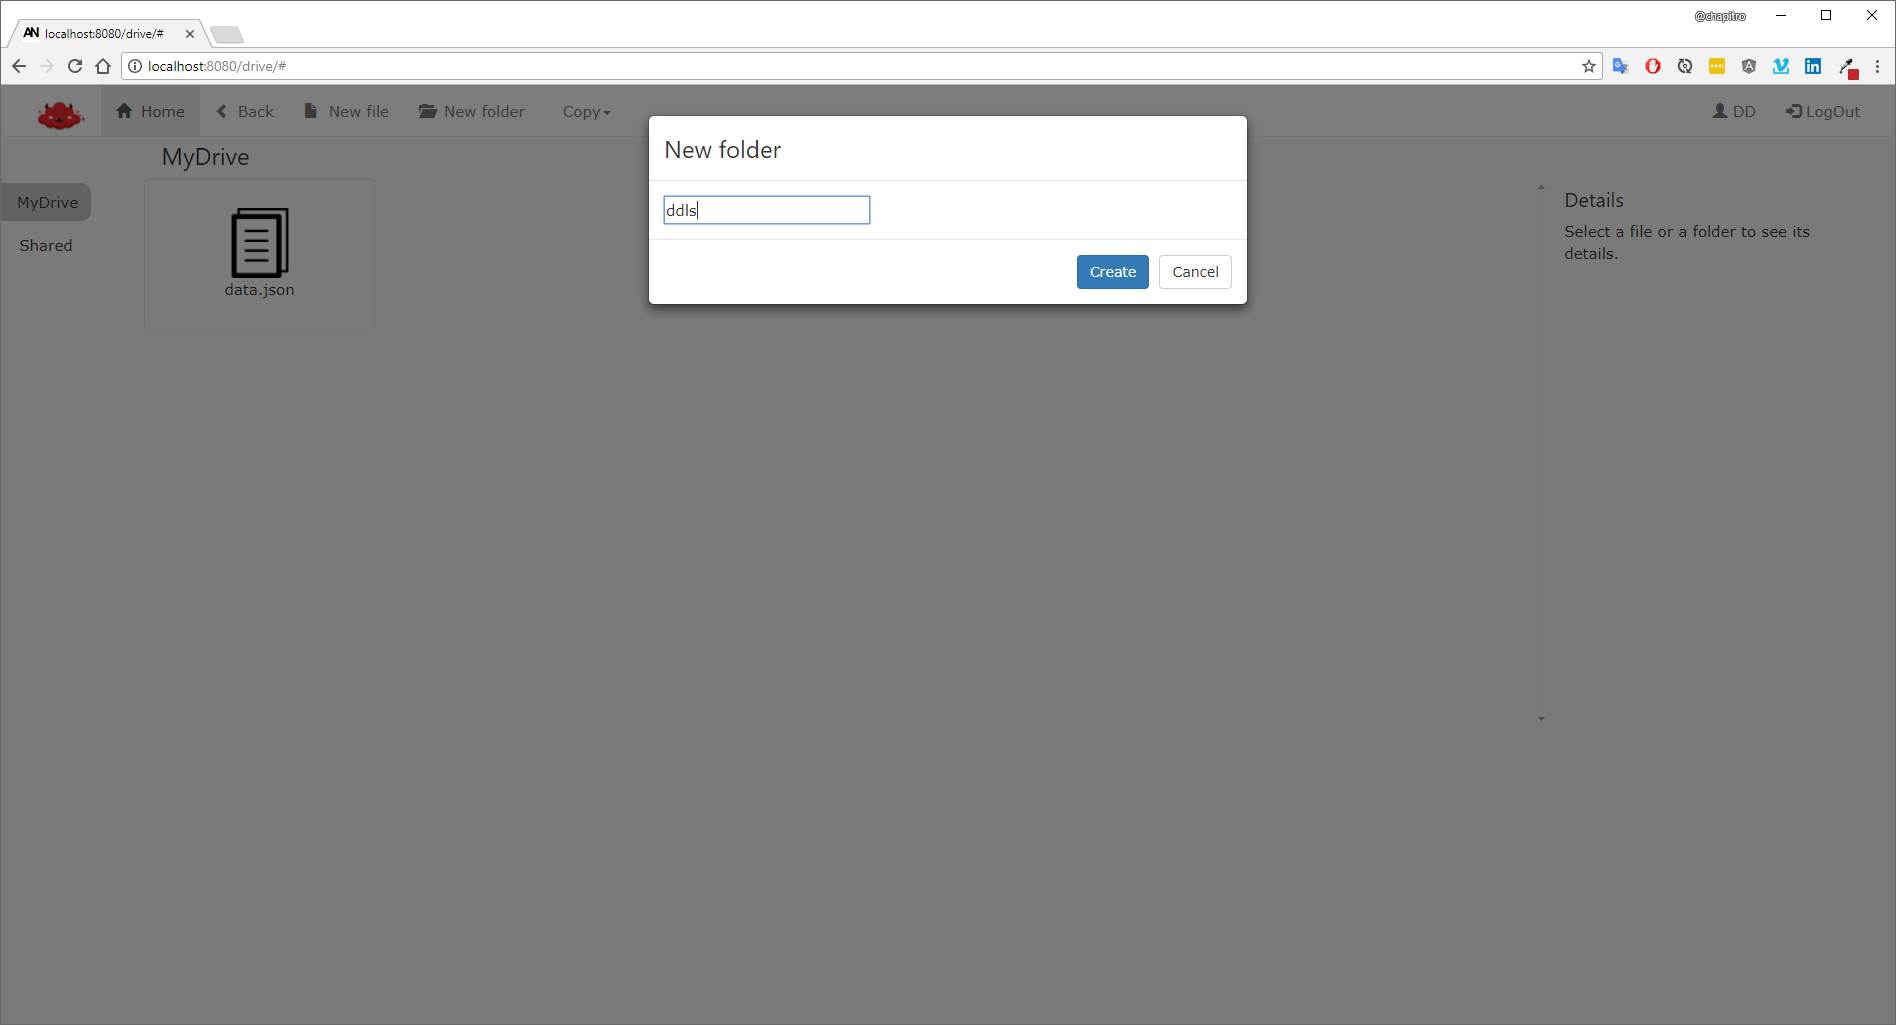 @chapitro
AN localhost:8080/drive/#
localhost:8080/drive/#
Home Back New file New folder Copy DD LogOut
MyDrive
MyDrive
Shared
data.json
New folder
ddls
Create Cancel
Details
Select a file or a folder to see its
details.